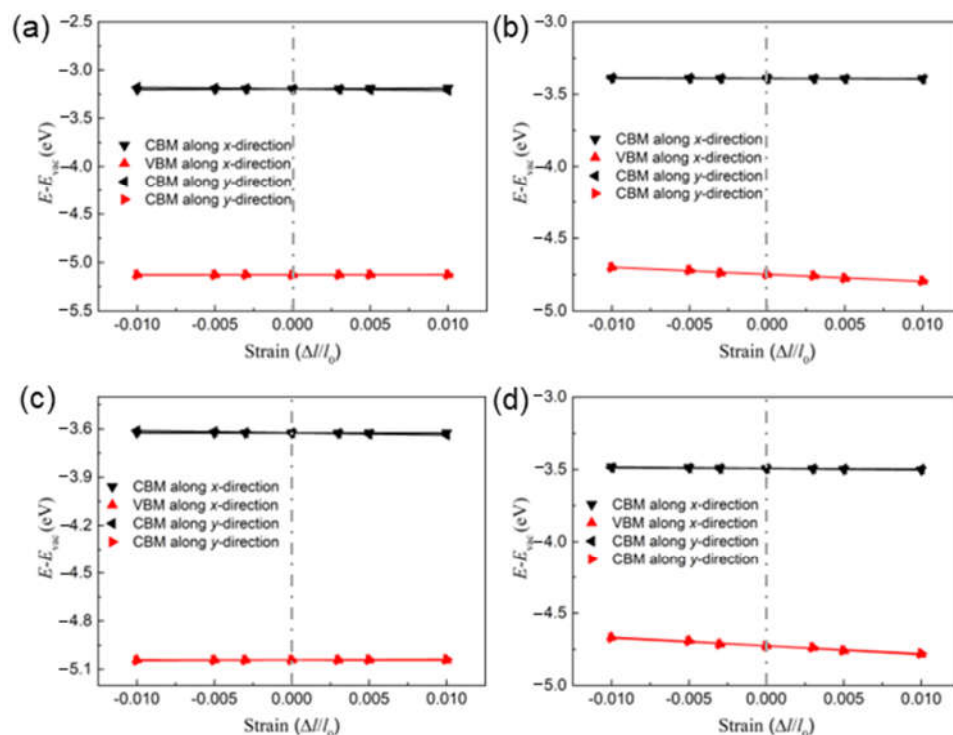 (a)
−2.5
−3.0
−3.5
−4.0
−4.5
−5.0
−5.5
E-Evac (eV)
CBM along x-direction
VBM along x-direction
CBM along y-direction
CBM along y-direction
-0.010 -0.005 0.000 0.005 0.010
Strain (Δl/l0)
(b)
−3.0
−3.5
−4.0
−4.5
−5.0
E-Evac (eV)
CBM along x-direction
VBM along x-direction
CBM along y-direction
CBM along y-direction
-0.010 -0.005 0.000 0.005 0.010
Strain (Δl/l0)
(c)
−3.6
−3.9
−4.2
−4.5
−4.8
−5.1
E-Evac (eV)
CBM along x-direction
VBM along x-direction
CBM along y-direction
CBM along y-direction
-0.010 -0.005 0.000 0.005 0.010
Strain (Δl/l0)
(d)
−3.0
−3.5
−4.0
−4.5
−5.0
E-Evac (eV)
CBM along x-direction
VBM along x-direction
CBM along y-direction
CBM along y-direction
-0.010 -0.005 0.000 0.005 0.010
Strain (Δl/l0)